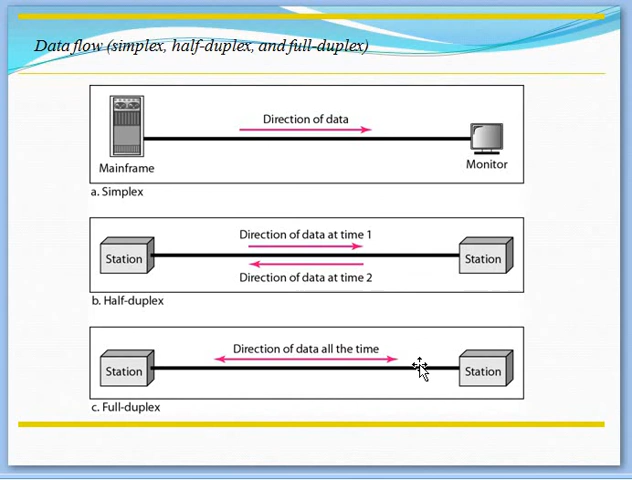 Data flow (simplex, half-duplex, and full-duplex)
Direction of data
Mainframe
Monitor
a. Simplex
Direction of data at time 1
Station
Station
Direction of data at time 2
b. Half-duplex
Direction of data all the time
Station
Station
c. Full-duplex